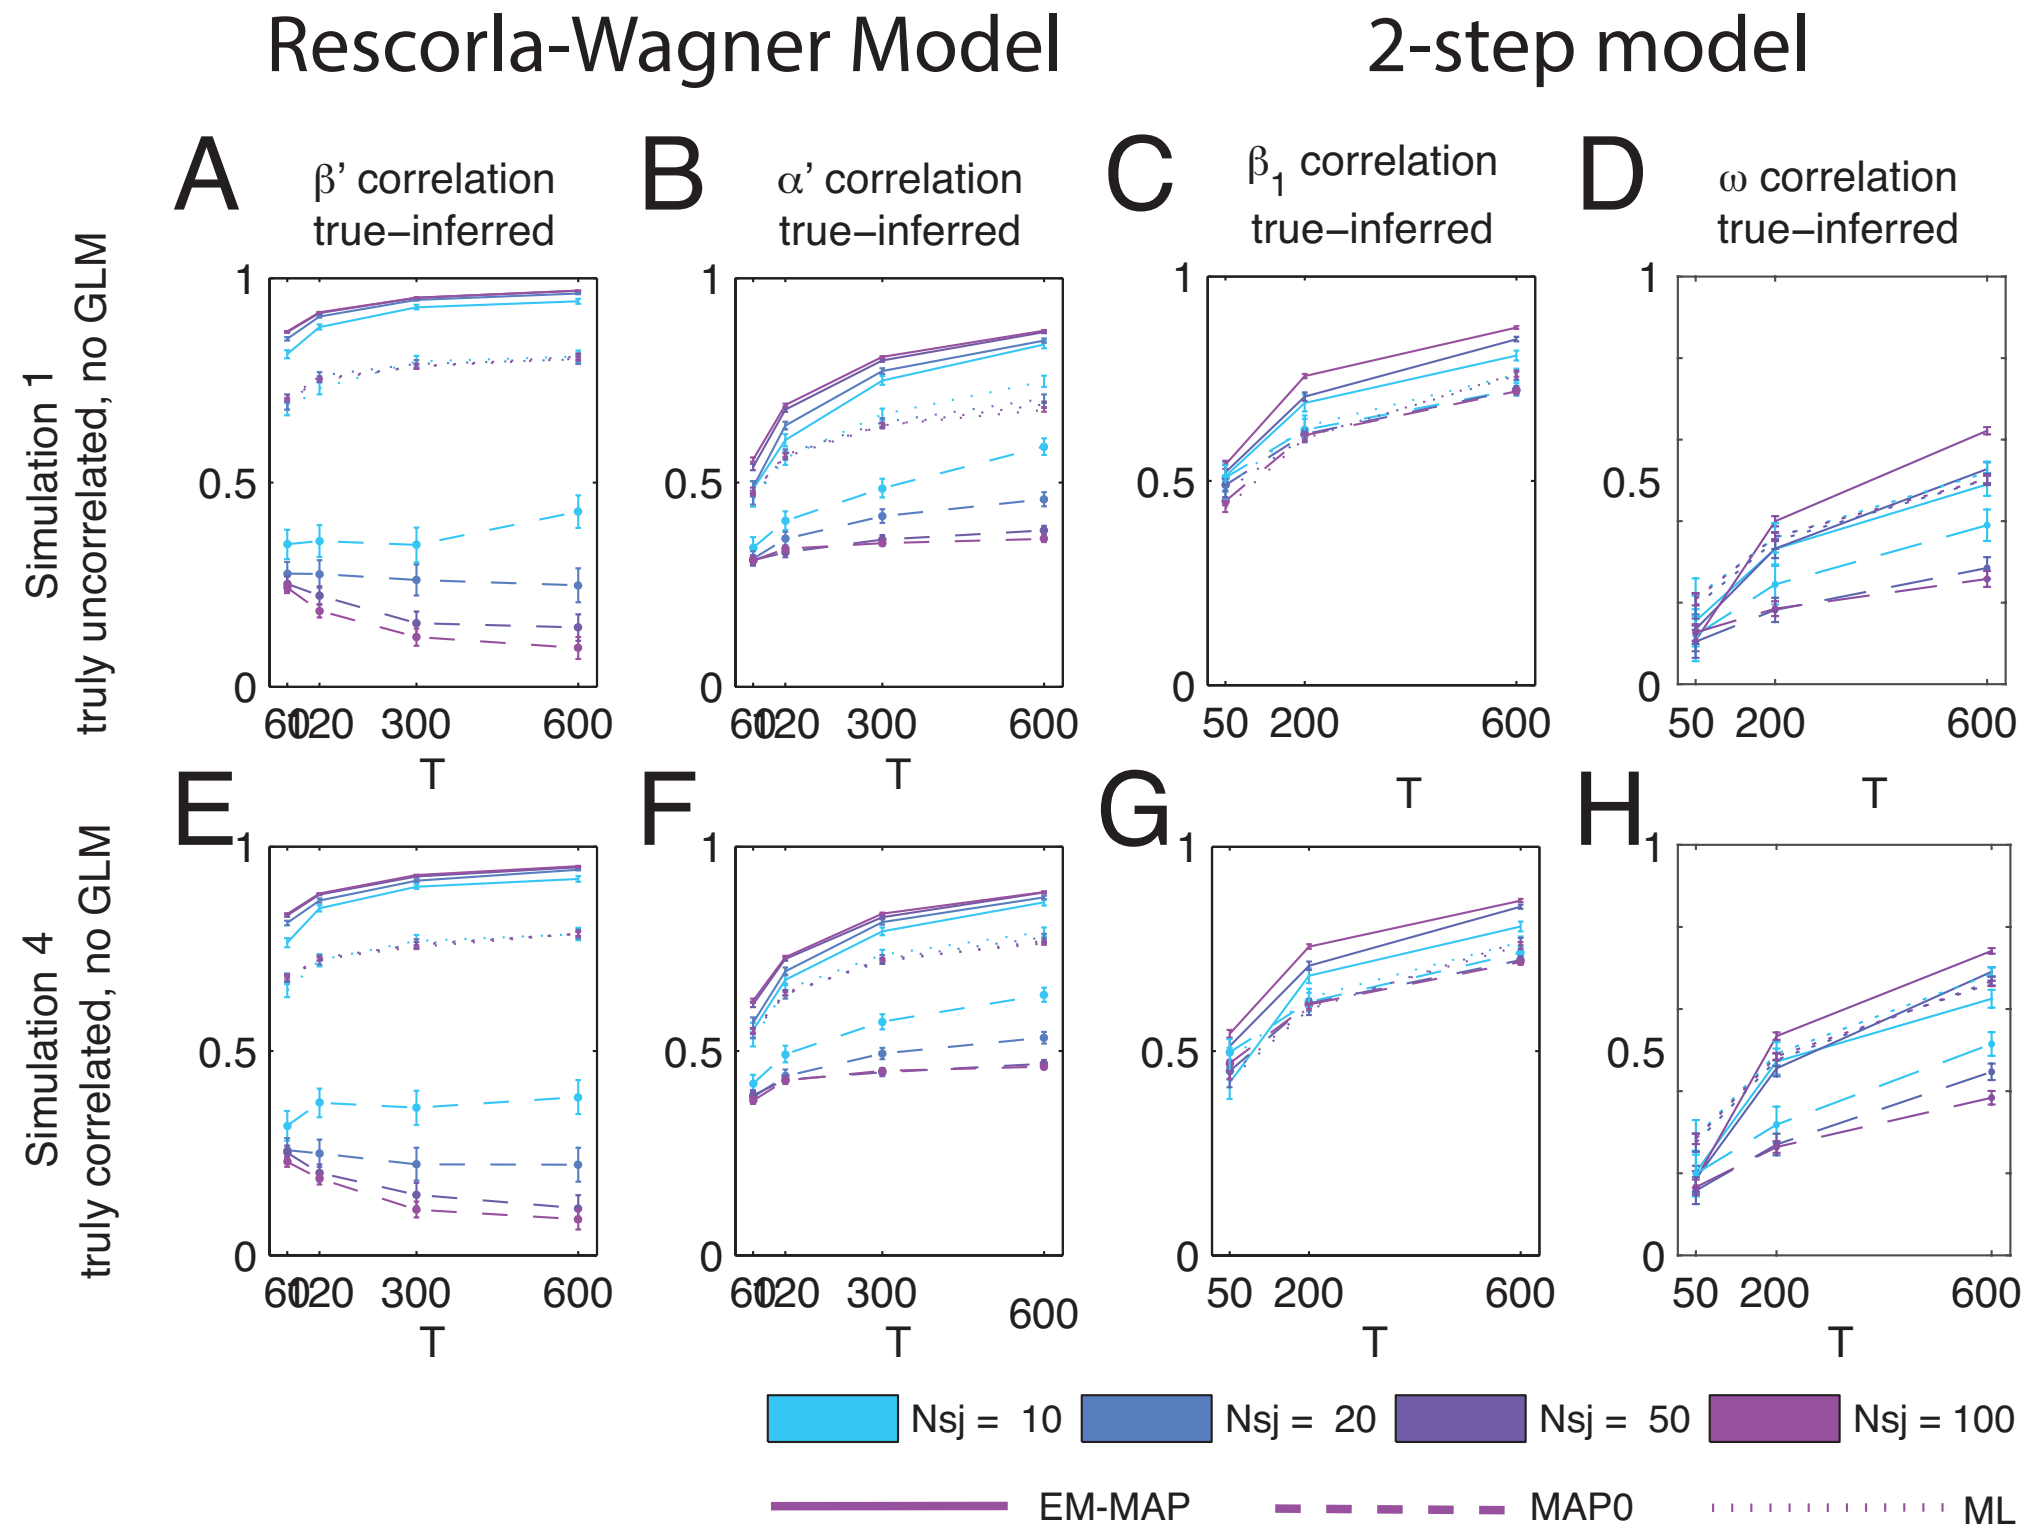 Rescorla-Wagner Model
2-step model
A
β’ correlation
true–inferred
B
α’ correlation
true–inferred
C
β1 correlation
true–inferred
D
ω correlation
true–inferred
Simulation 1
truly uncorrelated, no GLM
1
0.5
0
60
120
300
600
T
1
0.5
0
60
120
300
600
T
1
0.5
0
50
200
600
T
1
0.5
0
50
200
600
T
Simulation 4
truly correlated, no GLM
E
1
0.5
0
60
120
300
600
T
F
1
0.5
0
60
120
300
600
T
G
1
0.5
0
50
200
600
T
H
1
0.5
0
50
200
600
T
Nsj = 10
Nsj = 20
Nsj = 50
Nsj = 100
EM-MAP
MAP0
ML